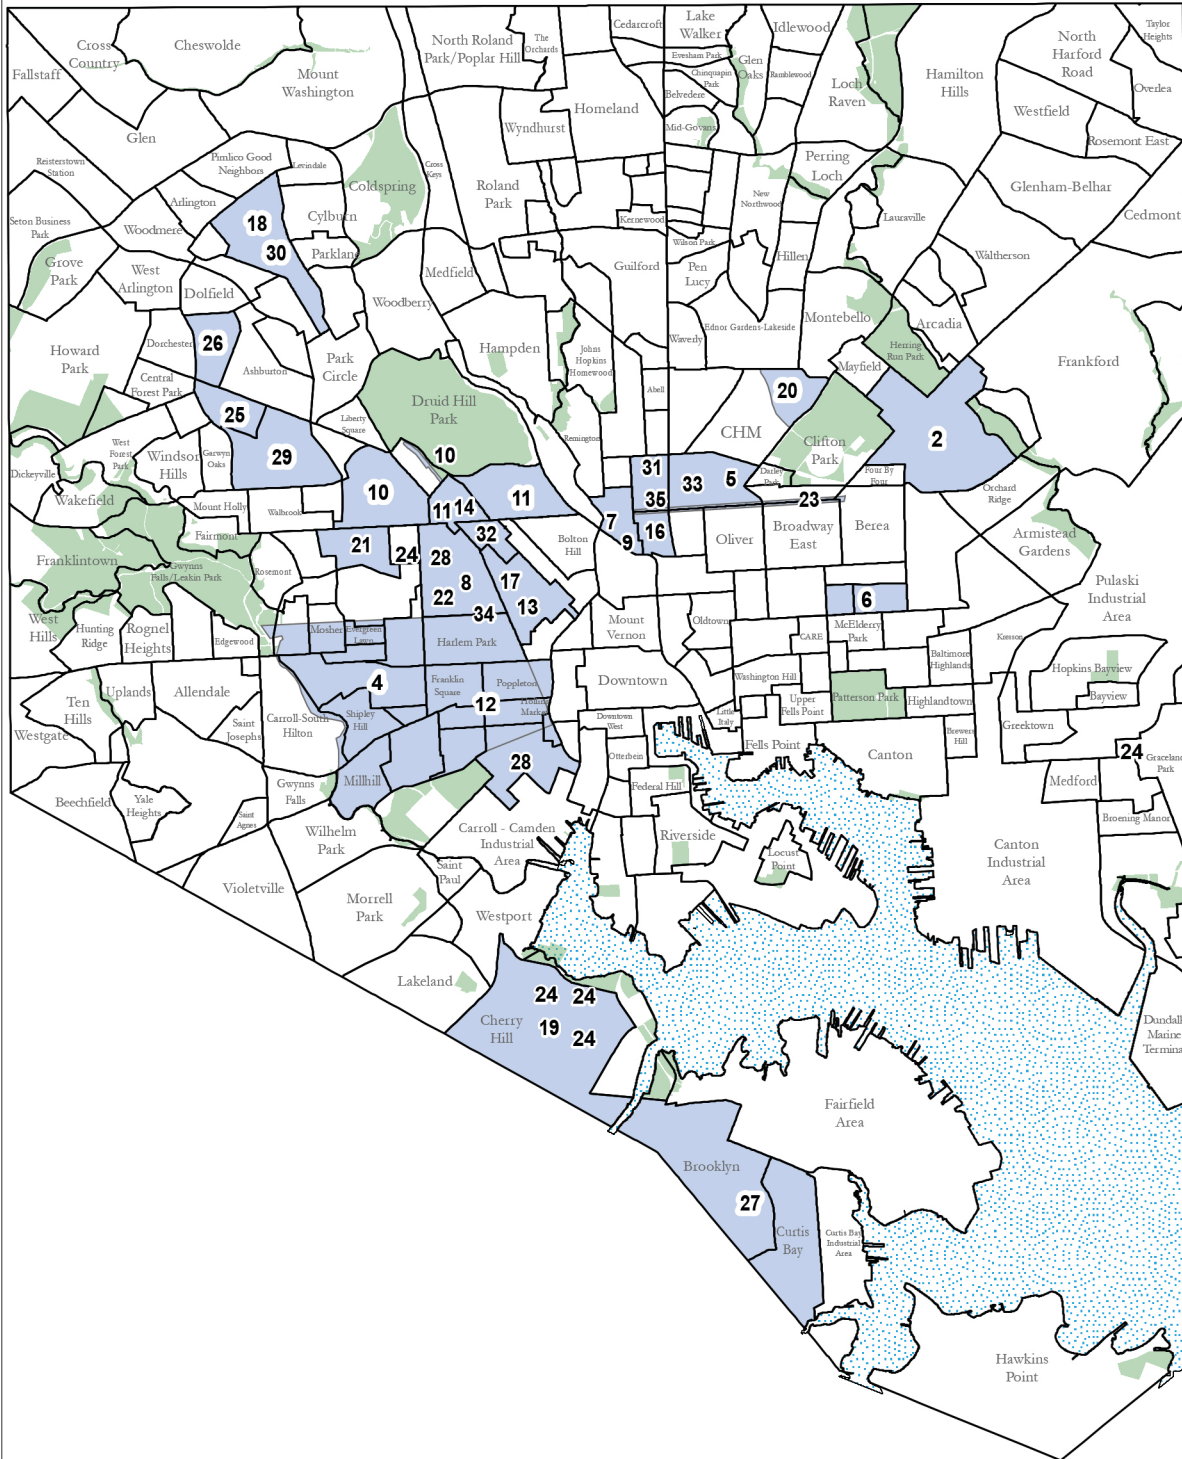 Cross
Country
Cheswolde
Fallstaff
Mount
Washington
North Roland
Park/Poplar Hill
The
Orchards
Cedarcroft
Lake
Walker
Idlewood
Evesham Park
Glen
Oaks
Chinquapin
Park
Ramblewood
Belvedere
Loch
Raven
Hamilton
Hills
North
Harford
Road
Taylor
Heights
Overlea
Westfield
Rosemont East
Glen
Homeland
Wyndhurst
Mid-Govans
Reisterstown
Station
Pimlico Good
Neighbors
Levindale
Coldspring
Cross
Keys
Roland
Park
Perring
Loch
Glenham-Belhar
Arlington
Cylburn
Kernewood
New
Northwood
Lauraville
Cedmont
Seton Business
Park
Woodmere
18
30
Parklane
Wilson Park
Hillen
Waltherson
Grove
Park
West
Arlington
Dolfield
Medfield
Guilford
Pen
Lucy
Woodberry
Montebello
Arcadia
Howard
Park
Dorchester
26
Ashburton
Park
Circle
Hampden
Johns
Hopkins
Homewood
Waverly
Ednor Gardens-Lakeside
Herring
Run Park
Mayfield
Frankford
Central
Forest Park
Abell
20
Druid Hill
Park
25
Liberty
Square
Remington
CHM
Clifton
Park
2
West
Forest
Park
Windsor
Hills
Garwyn
Oaks
29
10
31
33
5
Darley
Park
Four By
Four
Dickeyville
Wakefield
Mount Holly
Walbrook
10
11
14
11
35
23
Orchard
Ridge
Fairmont
32
Bolton
Hill
7
9
16
Oliver
Broadway
East
Berea
Armistead
Gardens
Franklintown
Gwynns
Falls/Leakin Park
Rosemont
21
24
28
8
22
17
13
34
6
Pulaski
Industrial
Area
West
Hills
Hunting
Ridge
Rognel
Heights
Edgewood
Mosher
Evergreen
Lawn
Harlem Park
Mount
Vernon
Oldtown
CARE
McElderry
Park
Baltimore
Highlands
Kresson
Hopkins Bayview
Bayview
Ten
Hills
Uplands
Allendale
4
Franklin
Square
Poppleton
Downtown
Washington Hill
Upper
Fells Point
Patterson Park
Highlandtown
Westgate
Saint
Josephs
Carroll-South
Hilton
Shipley
Hill
12
Hollins
Market
Downtown
West
Little
Italy
Fells Point
Canton
Brewers
Hill
Greektown
24
Graceland
Park
Otterbein
Millhill
28
Federal Hill
Medford
Beechfield
Yale
Heights
Gwynns
Falls
Saint
Agnes
Wilhelm
Park
Carroll - Camden
Industrial
Area
Riverside
Locust
Point
Canton
Industrial
Area
Broening Manor
Violetville
Saint
Paul
Morrell
Park
Westport
Lakeland
24
24
19
24
Cherry
Hill
Dundalk
Marine
Terminal
Fairfield
Area
Brooklyn
27
Curtis
Bay
Curtis Bay
Industrial
Area
Hawkins
Point